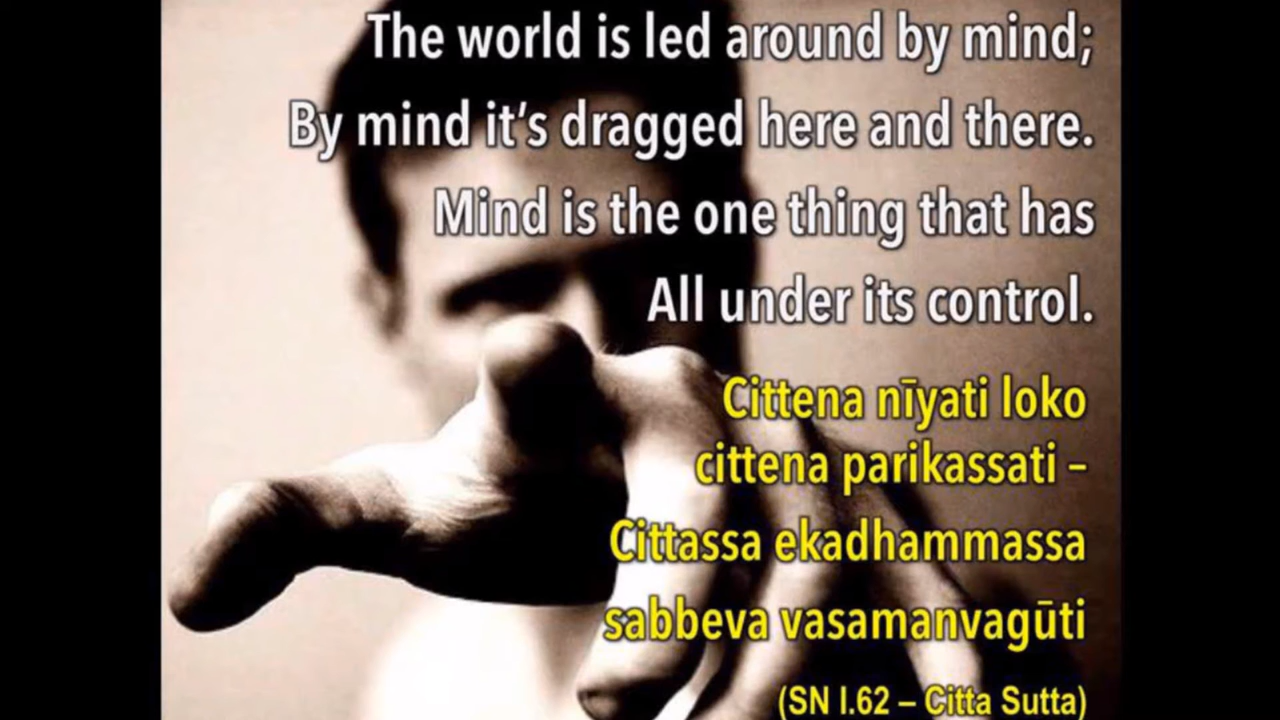 The world is led around by mind;
By mind it’s dragged here and there.
Mind is the one thing that has
All under its control.
Cittena nīyati loko
cittena parikassati –
Cittassa ekadhammassa
sabbeva vasamanvagūti
(SN I.62 – Citta Sutta)